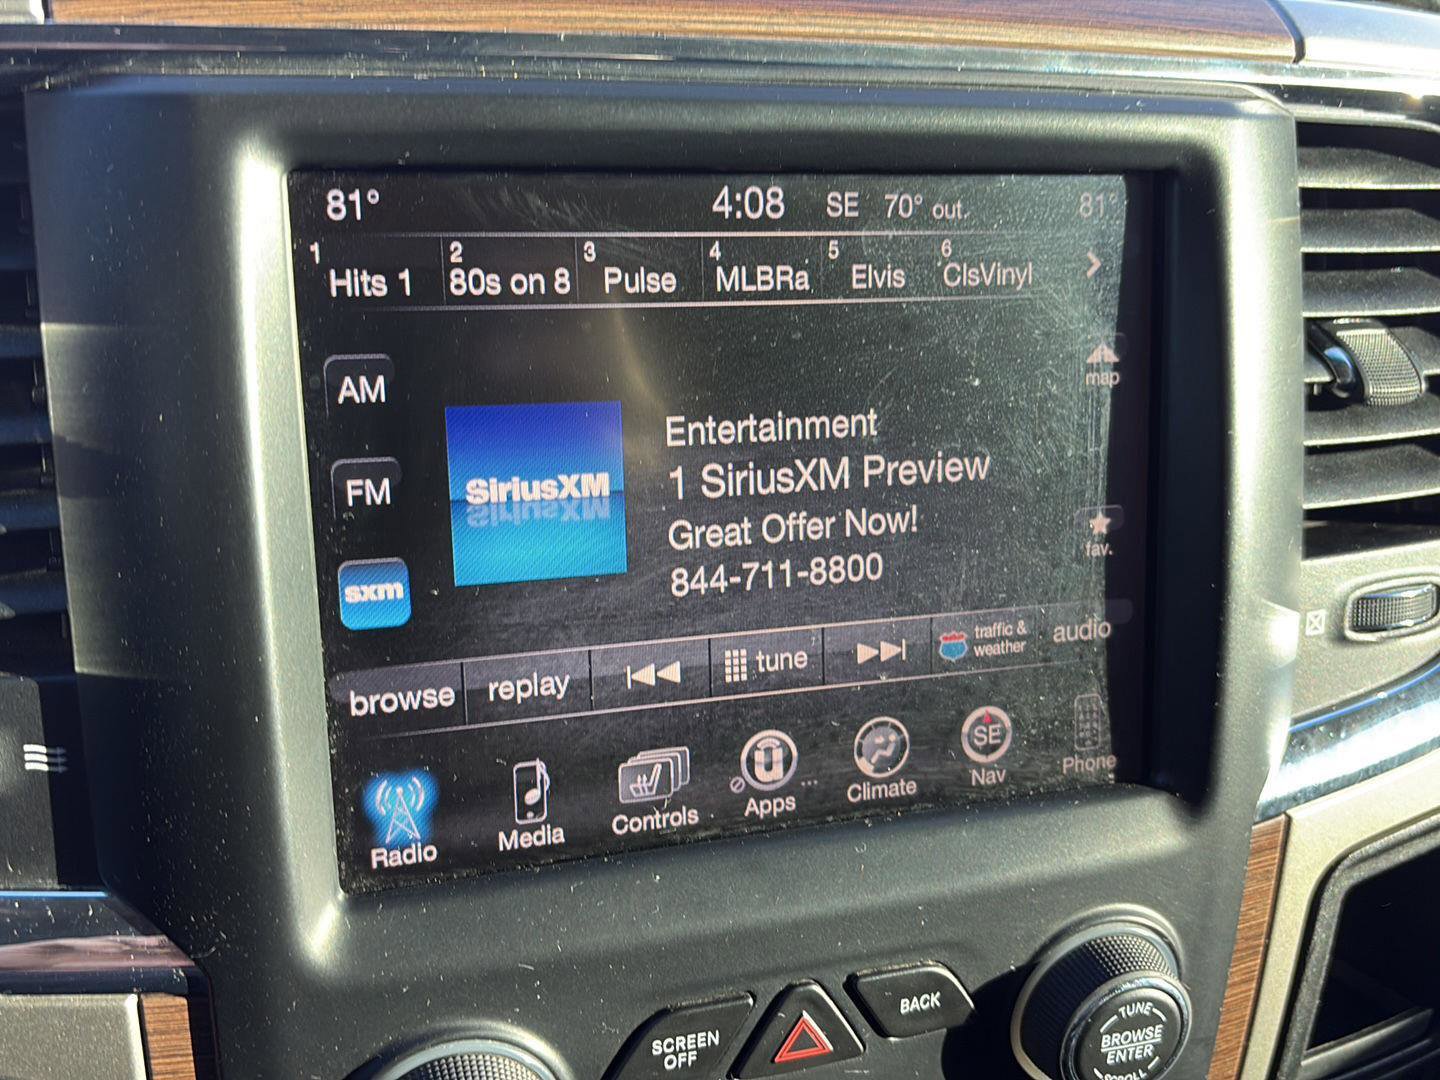 81° 4:08 SE 70° out. 81°
1 2 3 4 5 6
Hits 1 80s on 8 Pulse MLBRa ClsVinyl Elvis
AM
map
SiriusXM
Entertainment
1 SiriusXM Preview
FM
Great Offer Now!
fav.
844-711-8800
sxm
browse replay tune traffic & weather audio
Radio Media Controls Apps Climate SE Nav Phone
SCREEN OFF
BACK
TUNE
BROWSE
ENTER
SCROLL